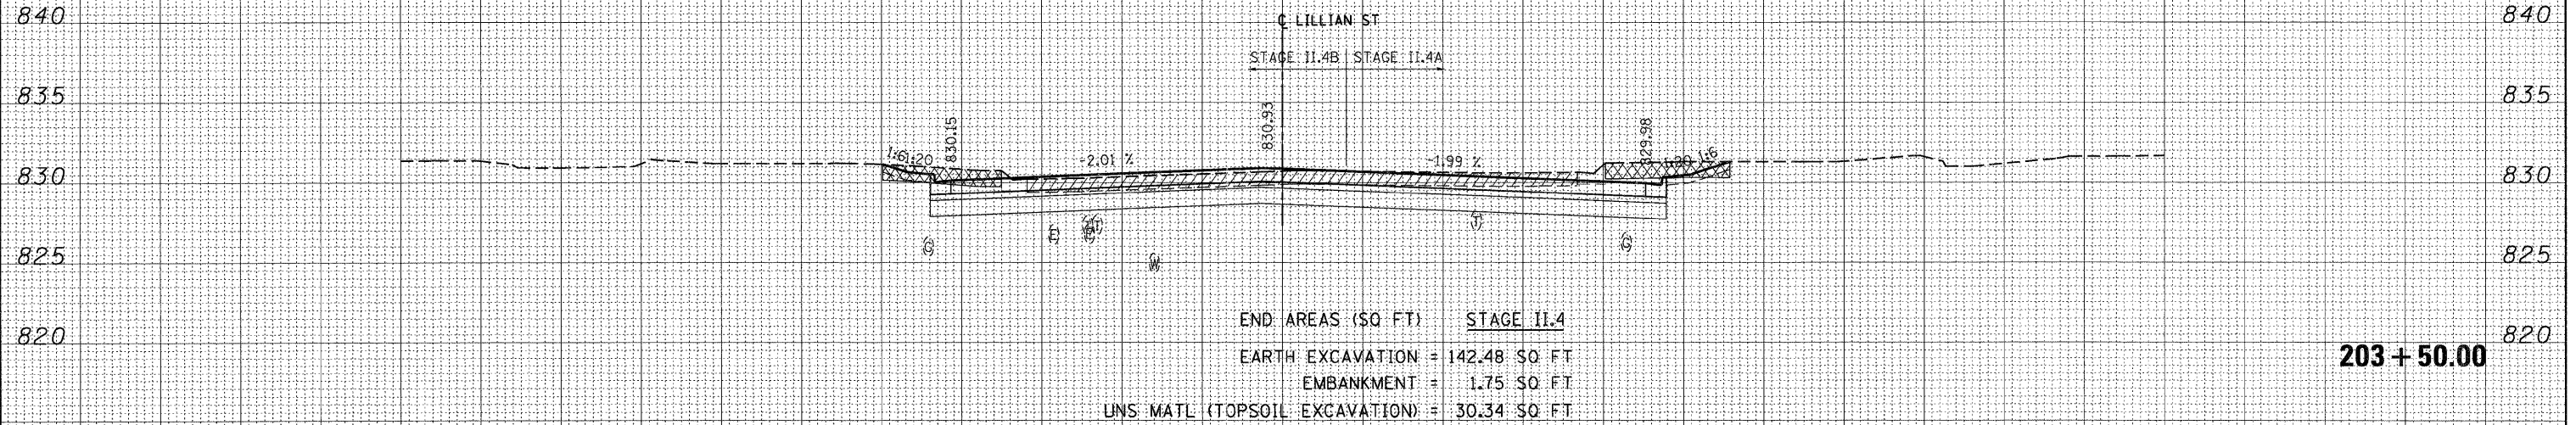 840 840
℄ LILLIAN ST
STAGE II.4B STAGE II.4A
835 835
830.15 830.93 829.98
1:6 1:20 -2.01 % -1.99 % 1:20 1:6
830 830
(T) (T) (T)
(G) (E) (E) (G)
825 (W) 825
END AREAS (SQ FT) STAGE II.4
820 820
EARTH EXCAVATION = 142.48 SQ FT
203 + 50.00
EMBANKMENT = 1.75 SQ FT
UNS MATL (TOPSOIL EXCAVATION) = 30.34 SQ FT